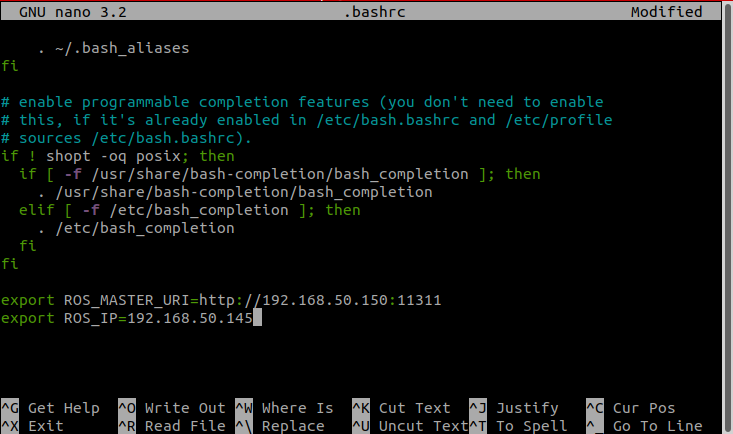 GNU nano 3.2 .bashrc Modified
. ~/.bash_aliases
fi
# enable programmable completion features (you don't need to enable
# this, if it's already enabled in /etc/bash.bashrc and /etc/profile
# sources /etc/bash.bashrc).
if ! shopt -oq posix; then
if [ -f /usr/share/bash-completion/bash_completion ]; then
. /usr/share/bash-completion/bash_completion
elif [ -f /etc/bash_completion ]; then
. /etc/bash_completion
fi
fi
export ROS_MASTER_URI=http://192.168.50.150:11311
export ROS_IP=192.168.50.145
^G Get Help ^O Write Out ^W Where Is ^K Cut Text ^J Justify ^C Cur Pos
^X Exit ^R Read File ^\ Replace ^U Uncut Text ^T To Spell ^_ Go To Line